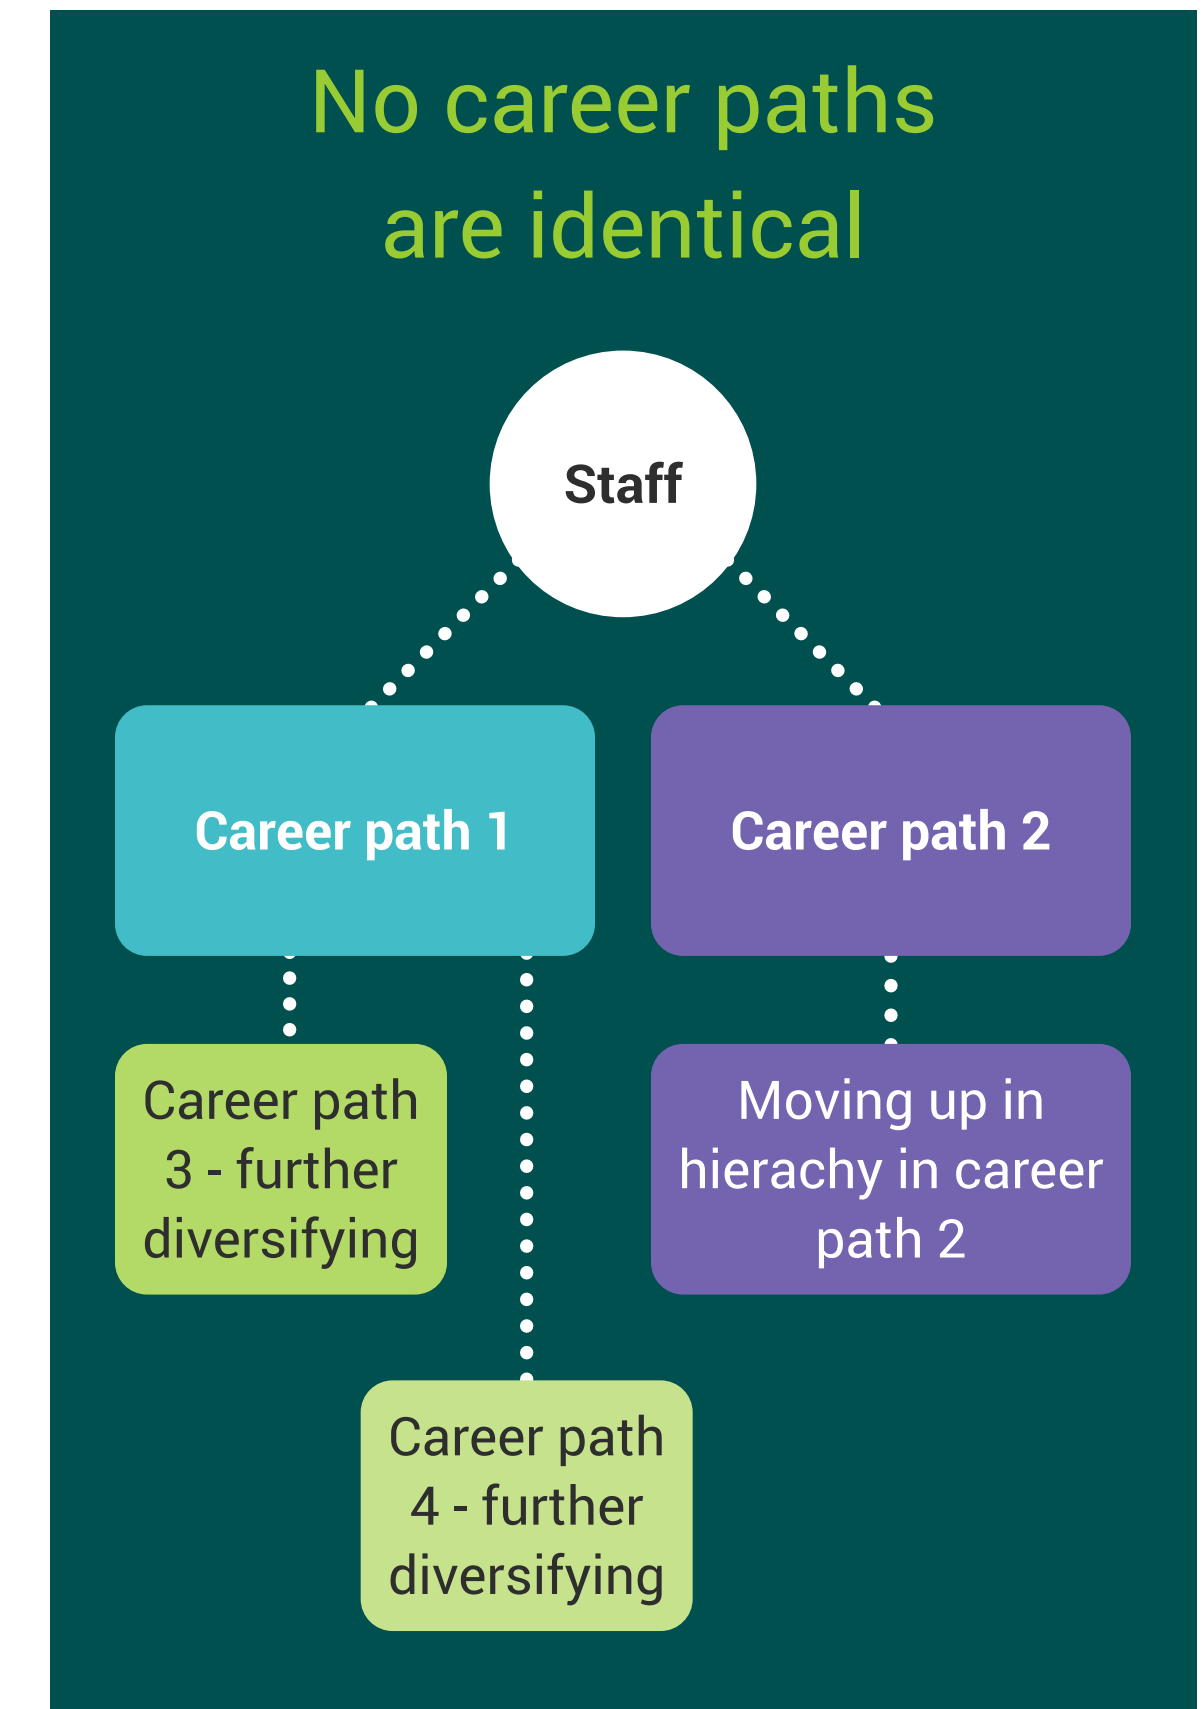 No career paths
are identical
Staff
Career path 1
Career path 2
Career path
3 - further
diversifying
Moving up in
hierachy in career
path 2
Career path
4 - further
diversifying